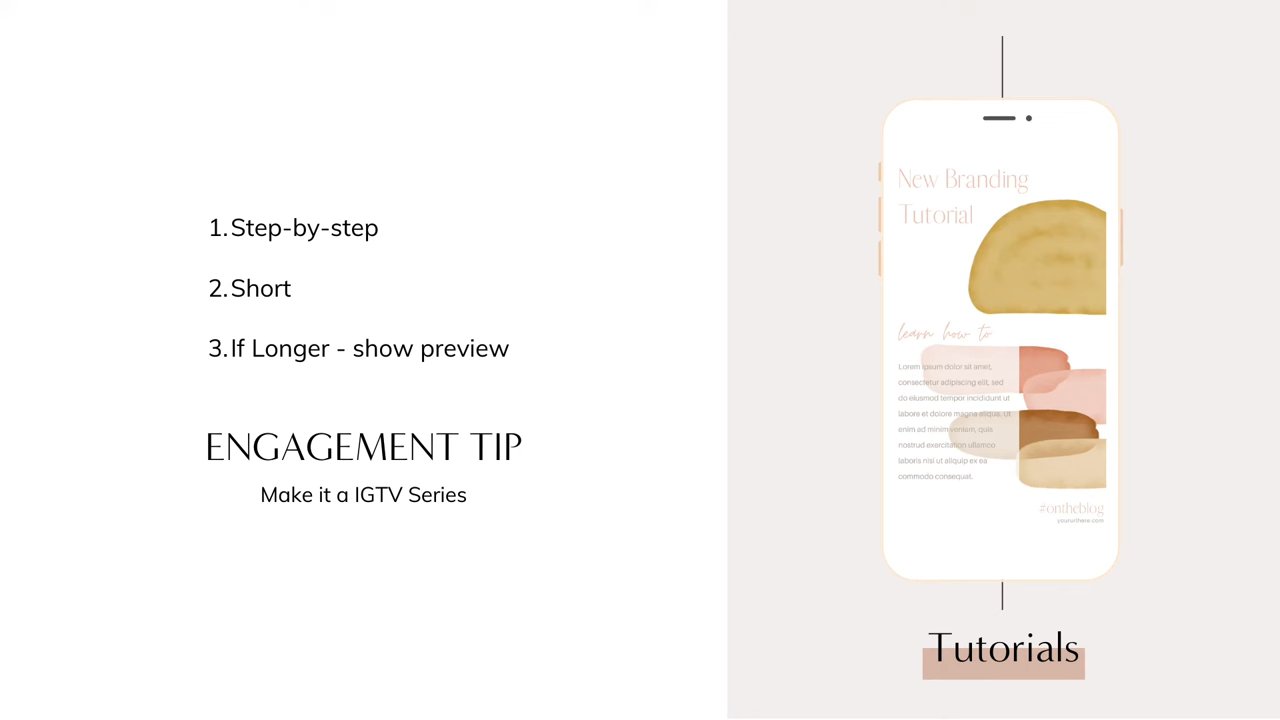 1. Step-by-step
2. Short
3. If Longer - show preview
ENGAGEMENT TIP
Make it a IGTV Series
New Branding
Tutorial
learn how to
Lorem ipsum dolor sit amet,
consectetur adipiscing elit, sed
do eiusmod tempor incididunt ut
labore et dolore magna aliqua. Ut
enim ad minim veniam, quis
nostrud exercitation ullamco
laboris nisi ut aliquip ex ea
commodo consequat.
#ontheblog
yoururlhere.com
Tutorials